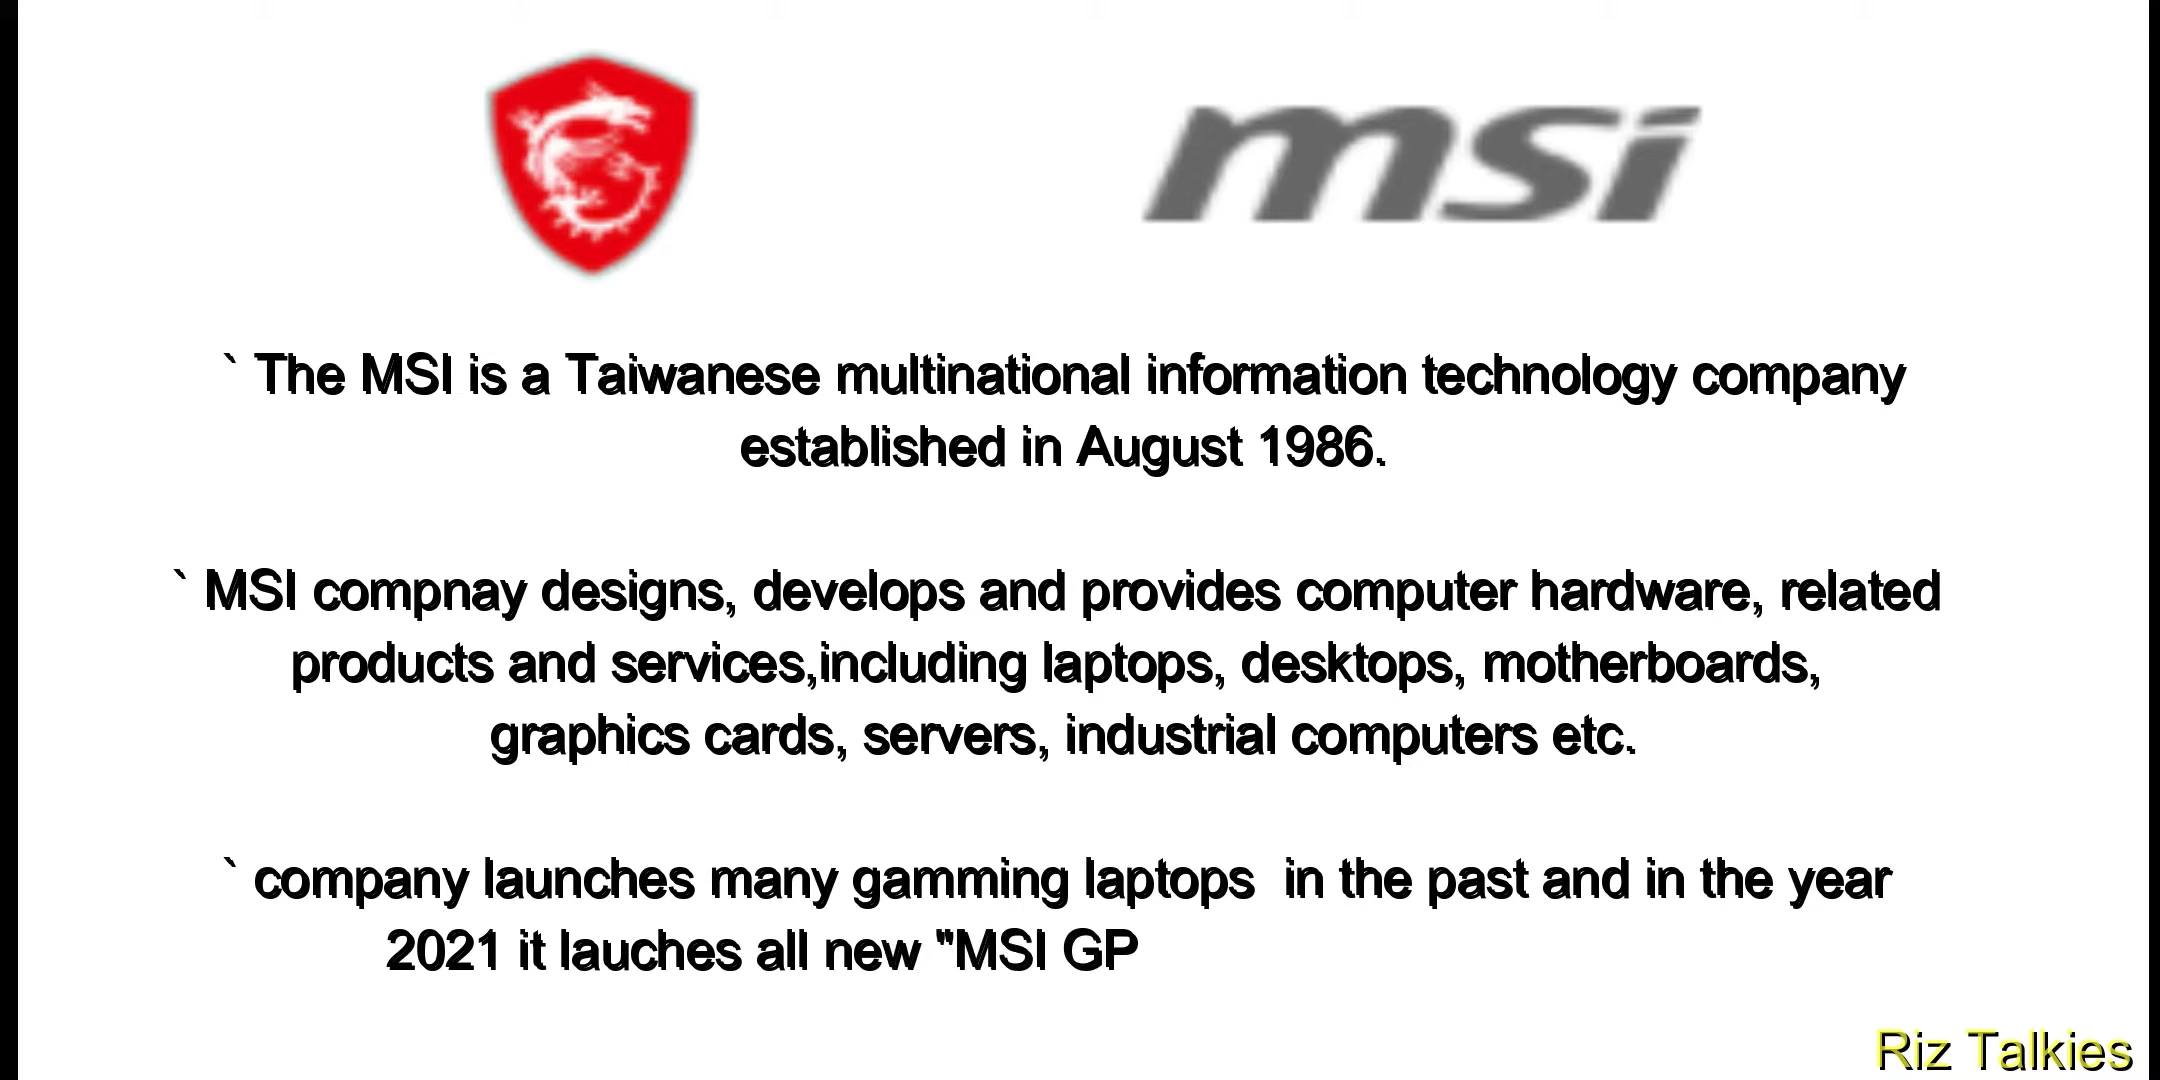 msi
` The MSI is a Taiwanese multinational information technology company
established in August 1986.
` MSI compnay designs, develops and provides computer hardware, related
products and services,including laptops, desktops, motherboards,
graphics cards, servers, industrial computers etc.
` company launches many gamming laptops  in the past and in the year
2021 it lauches all new "MSI GP
Riz Talkies